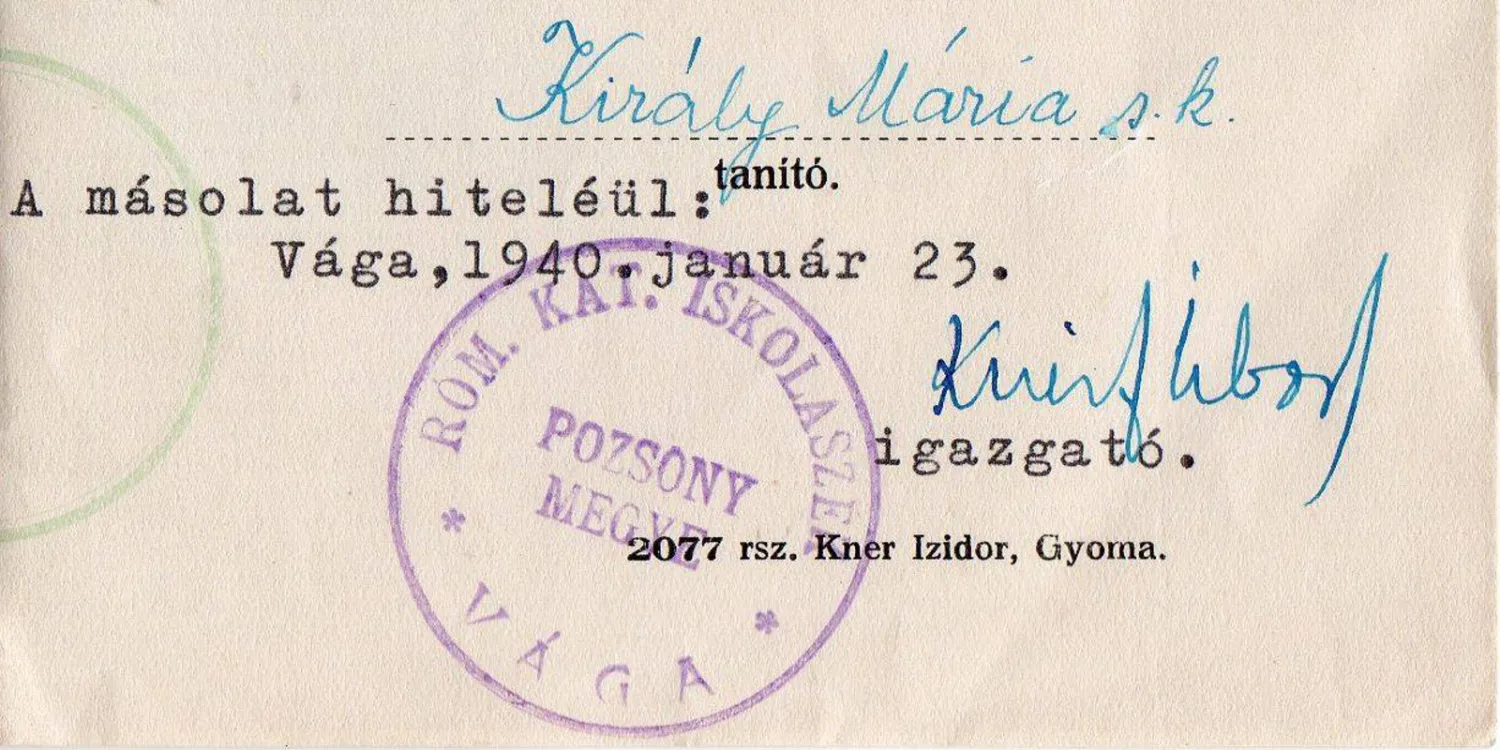 Király Mária s.k.
tanító.
A másolat hiteléül:
Vága,1940.január 23.
igazgató.
RÓM. KAT. ISKOLASZÉK
POZSONY
MEGYE
* VÁGA *
2077 rsz. Kner Izidor, Gyoma.